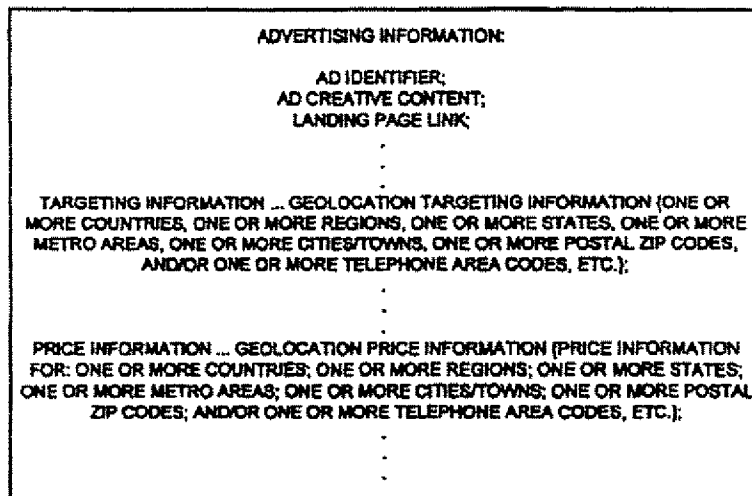 ADVERTISING INFORMATION:
AD IDENTIFIER;
AD CREATIVE CONTENT;
LANDING PAGE LINK;
.
.
.
TARGETING INFORMATION ... GEOLOCATION TARGETING INFORMATION {ONE OR
MORE COUNTRIES, ONE OR MORE REGIONS, ONE OR MORE STATES, ONE OR MORE
METRO AREAS, ONE OR MORE CITIES/TOWNS, ONE OR MORE POSTAL ZIP CODES,
AND/OR ONE OR MORE TELEPHONE AREA CODES, ETC.};
.
.
.
PRICE INFORMATION ... GEOLOCATION PRICE INFORMATION {PRICE INFORMATION
FOR: ONE OR MORE COUNTRIES; ONE OR MORE REGIONS; ONE OR MORE STATES;
ONE OR MORE METRO AREAS; ONE OR MORE CITIES/TOWNS; ONE OR MORE POSTAL
ZIP CODES; AND/OR ONE OR MORE TELEPHONE AREA CODES, ETC.};
.
.
.